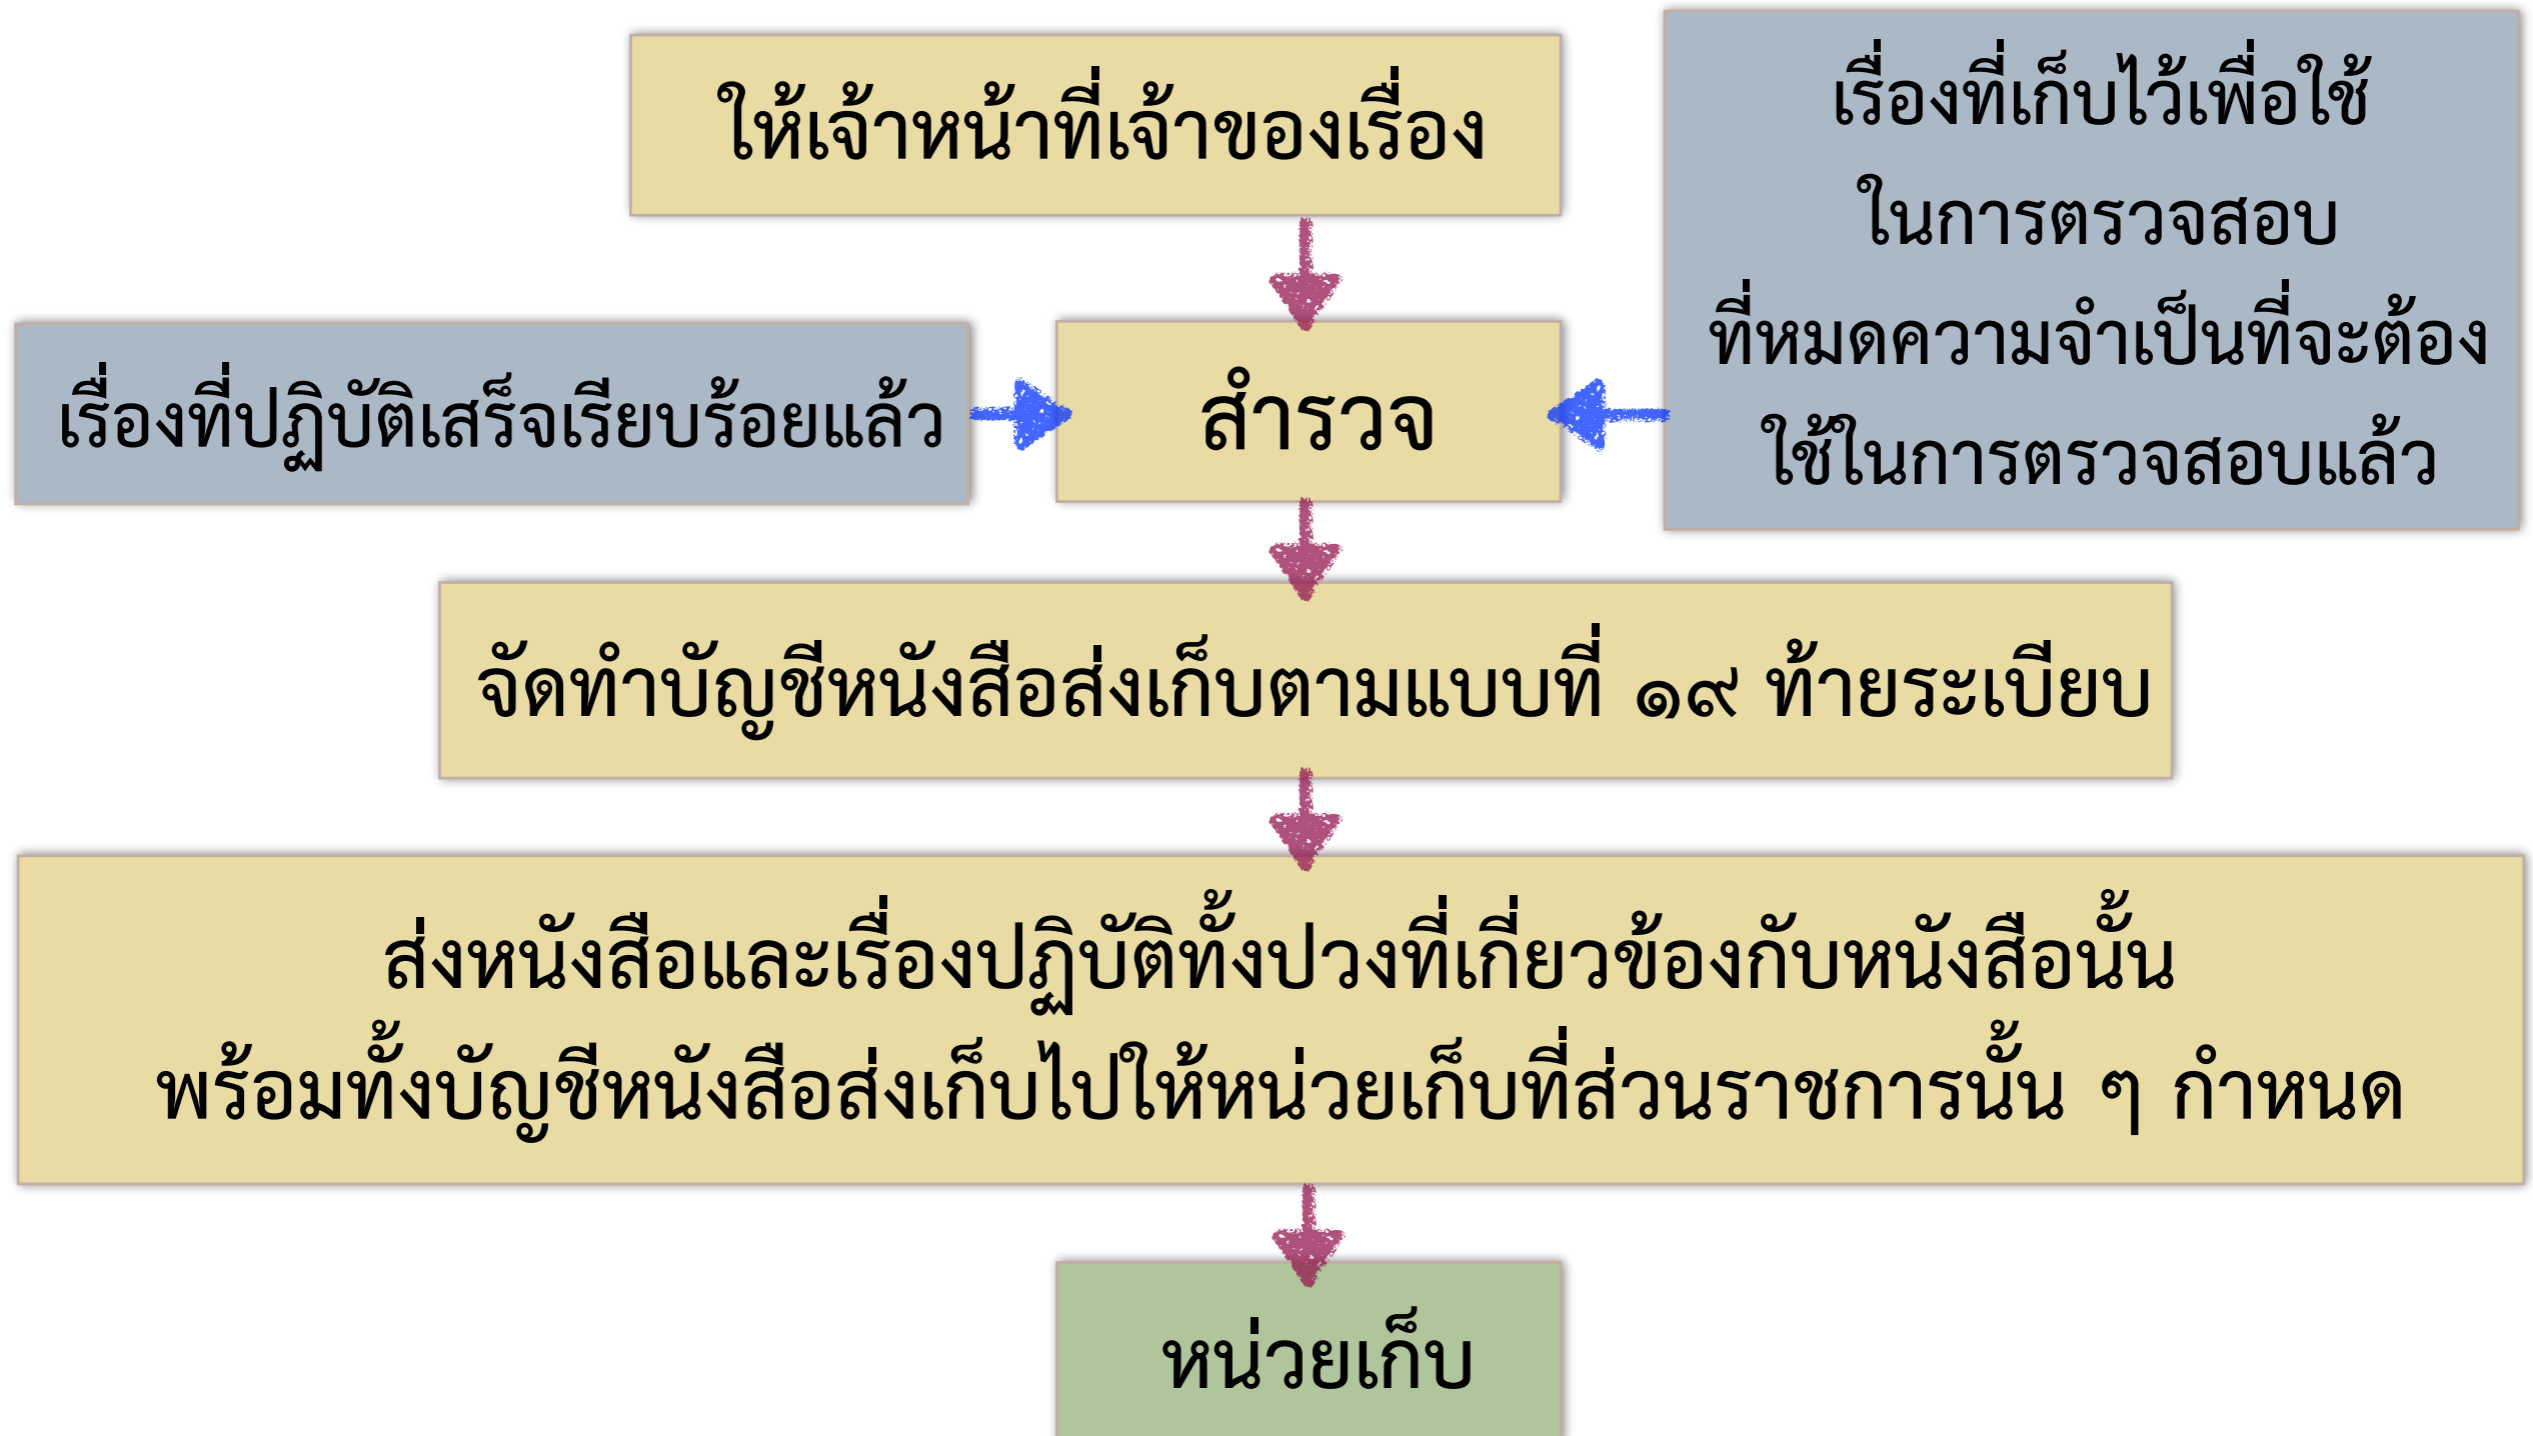 ให้เจ้าหน้าที่เจ้าของเรื่อง
เรื่องที่เก็บไว้เพื่อใช้
ในการตรวจสอบ
ที่หมดความจำเป็นที่จะต้อง
ใช้ในการตรวจสอบแล้ว
เรื่องที่ปฏิบัติเสร็จเรียบร้อยแล้ว
สำรวจ
จัดทำบัญชีหนังสือส่งเก็บตามแบบที่ ๑๙ ท้ายระเบียบ
ส่งหนังสือและเรื่องปฏิบัติทั้งปวงที่เกี่ยวข้องกับหนังสือนั้น
พร้อมทั้งบัญชีหนังสือส่งเก็บไปให้หน่วยเก็บที่ส่วนราชการนั้น ๆ กำหนด
หน่วยเก็บ